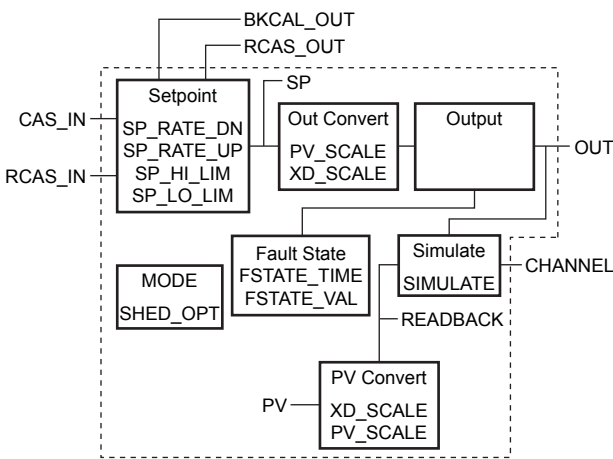 BKCAL_OUT
RCAS_OUT
SP
CAS_IN
RCAS_IN
Setpoint
SP_RATE_DN
SP_RATE_UP
SP_HI_LIM
SP_LO_LIM
Out Convert
PV_SCALE
XD_SCALE
Output
OUT
MODE
SHED_OPT
Fault State
FSTATE_TIME
FSTATE_VAL
Simulate
SIMULATE
CHANNEL
READBACK
PV
PV Convert
XD_SCALE
PV_SCALE